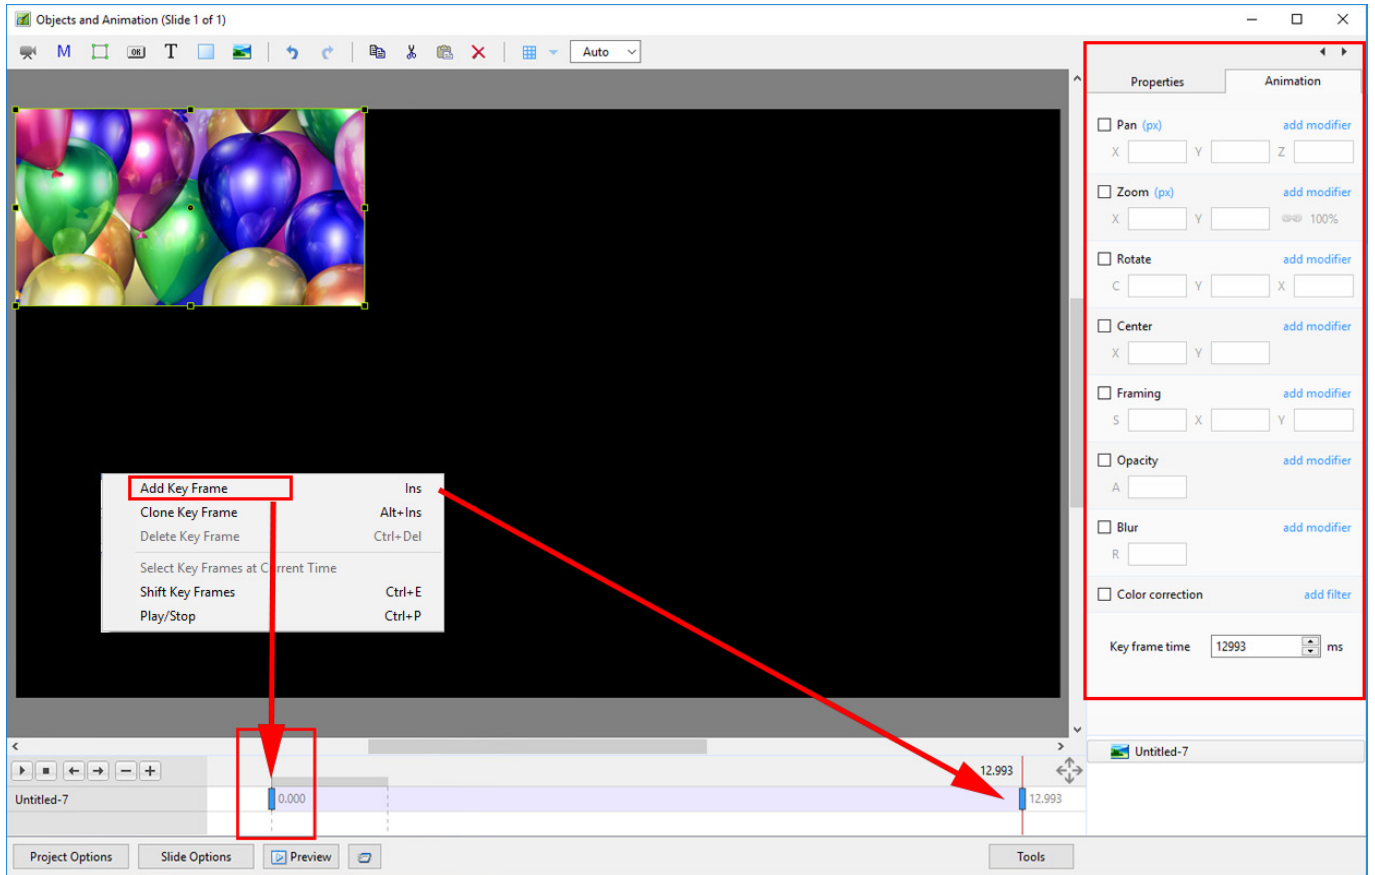 Objects and Animation (Slide 1 of 1)
M OK T Auto
Properties Animation
Pan (px) add modifier
X Y Z
Zoom (px) add modifier
X Y 100%
Rotate add modifier
C Y X
Center add modifier
X Y
Framing add modifier
S X Y
Opacity add modifier
A
Blur add modifier
R
Color correction add filter
Key frame time 12993 ms
Add Key Frame Ins
Clone Key Frame Alt+Ins
Delete Key Frame Ctrl+Del
Select Key Frames at Current Time
Shift Key Frames Ctrl+E
Play/Stop Ctrl+P
Untitled-7
12.993
Untitled-7 0.000 12.993
Project Options Slide Options Preview Tools